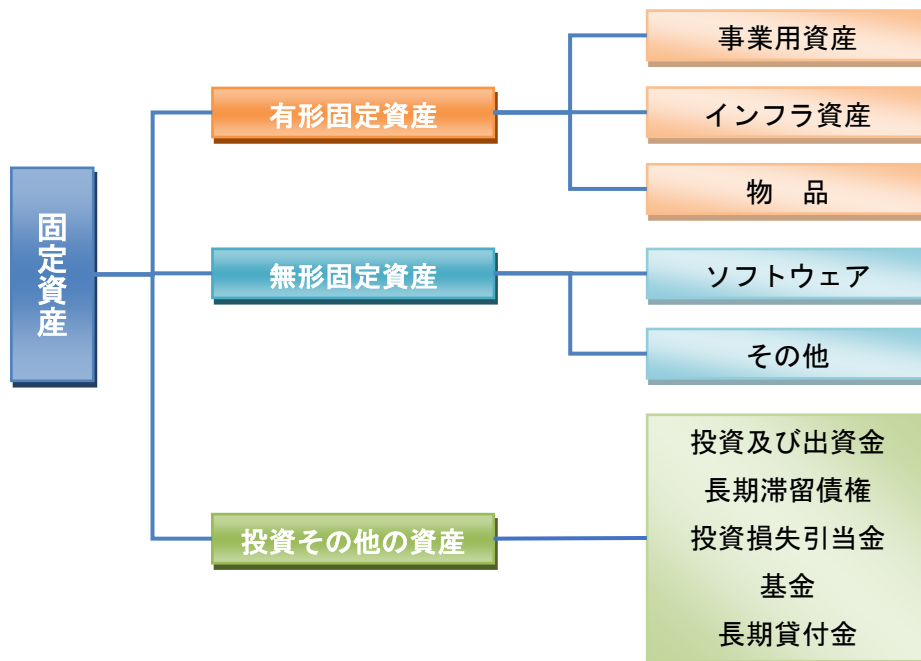 固定資産
有形固定資産
事業用資産
インフラ資産
物　品
無形固定資産
ソフトウェア
その他
投資その他の資産
投資及び出資金
長期滞留債権
投資損失引当金
基金
長期貸付金